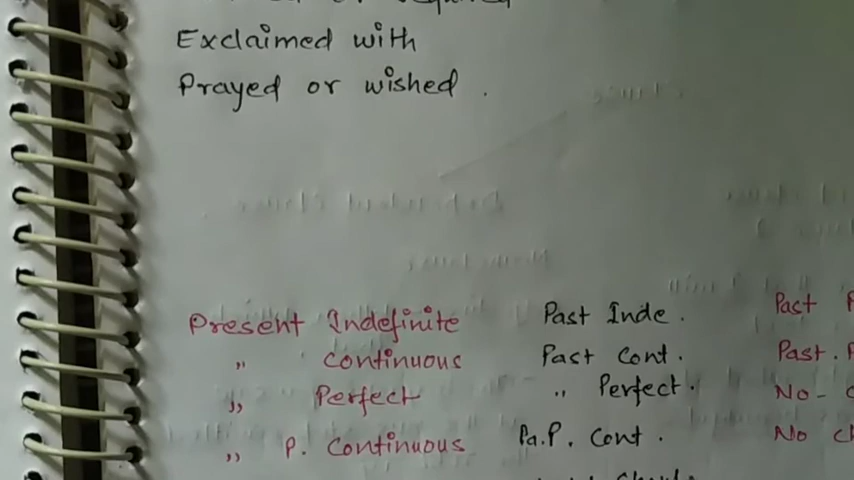 Exclaimed with
Prayed or wished .
Present Indefinite Past Inde. Past
,, Continuous Past Cont. Past.
,, Perfect ,, Perfect. No-
,, P. Continuous Pa.P. Cont. No